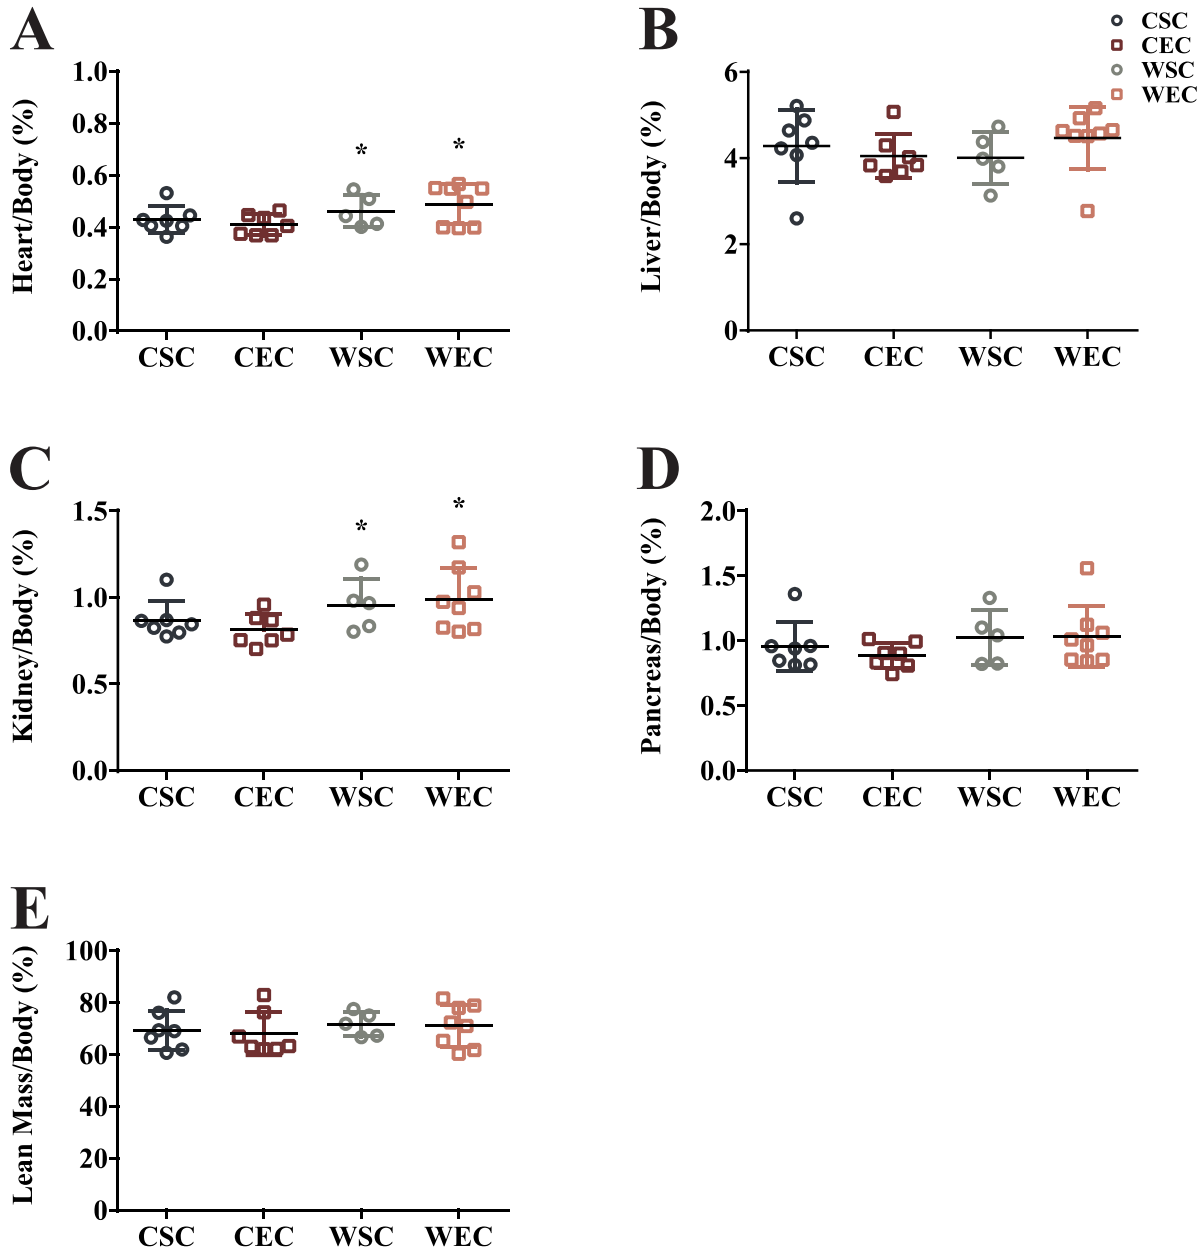 A
Heart/Body (%)
1.0
0.8
0.6
0.4
0.2
0.0
*
*
CSC
CEC
WSC
WEC
B
Liver/Body (%)
6
4
2
0
CSC
CEC
WSC
WEC
CSC
CEC
WSC
WEC
C
Kidney/Body (%)
1.5
1.0
0.5
0.0
*
*
CSC
CEC
WSC
WEC
D
Pancreas/Body (%)
2.0
1.5
1.0
0.5
0.0
CSC
CEC
WSC
WEC
E
Lean Mass/Body (%)
100
80
60
40
20
0
CSC
CEC
WSC
WEC